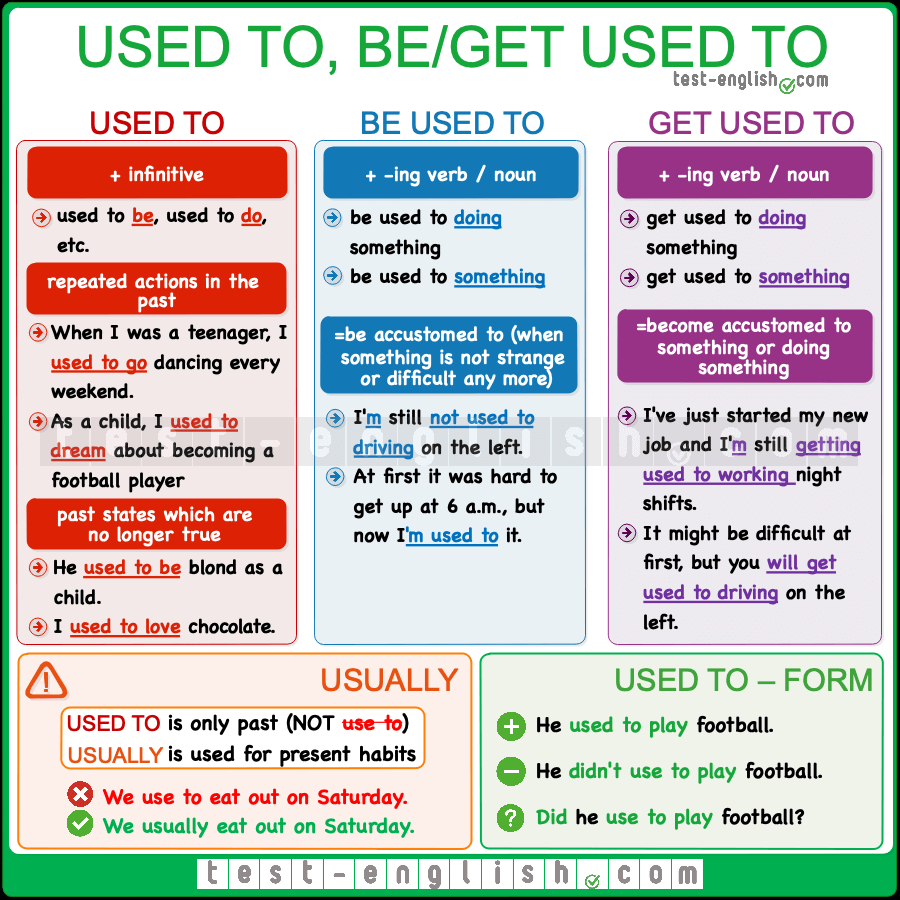 USED TO, BE/GET USED TO
test-english.com
USED TO
+ infinitive
used to be, used to do,
etc.
repeated actions in the
past
When I was a teenager, I
used to go dancing every
weekend.
As a child, I used to
dream about becoming a
football player
past states which are
no longer true
He used to be blond as a
child.
I used to love chocolate.
BE USED TO
+ -ing verb / noun
be used to doing
something
be used to something
=be accustomed to (when
something is not strange
or difficult any more)
I'm still not used to
driving on the left.
At first it was hard to
get up at 6 a.m., but
now I'm used to it.
GET USED TO
+ -ing verb / noun
get used to doing
something
get used to something
=become accustomed to
something or doing
something
I've just started my new
job and I'm still getting
used to working night
shifts.
It might be difficult at
first, but you will get
used to driving on the
left.
test-english.com
USUALLY
USED TO is only past (NOT use to)
USUALLY is used for present habits
We use to eat out on Saturday.
We usually eat out on Saturday.
USED TO – FORM
+ He used to play football.
– He didn't use to play football.
? Did he use to play football?
test-english.com